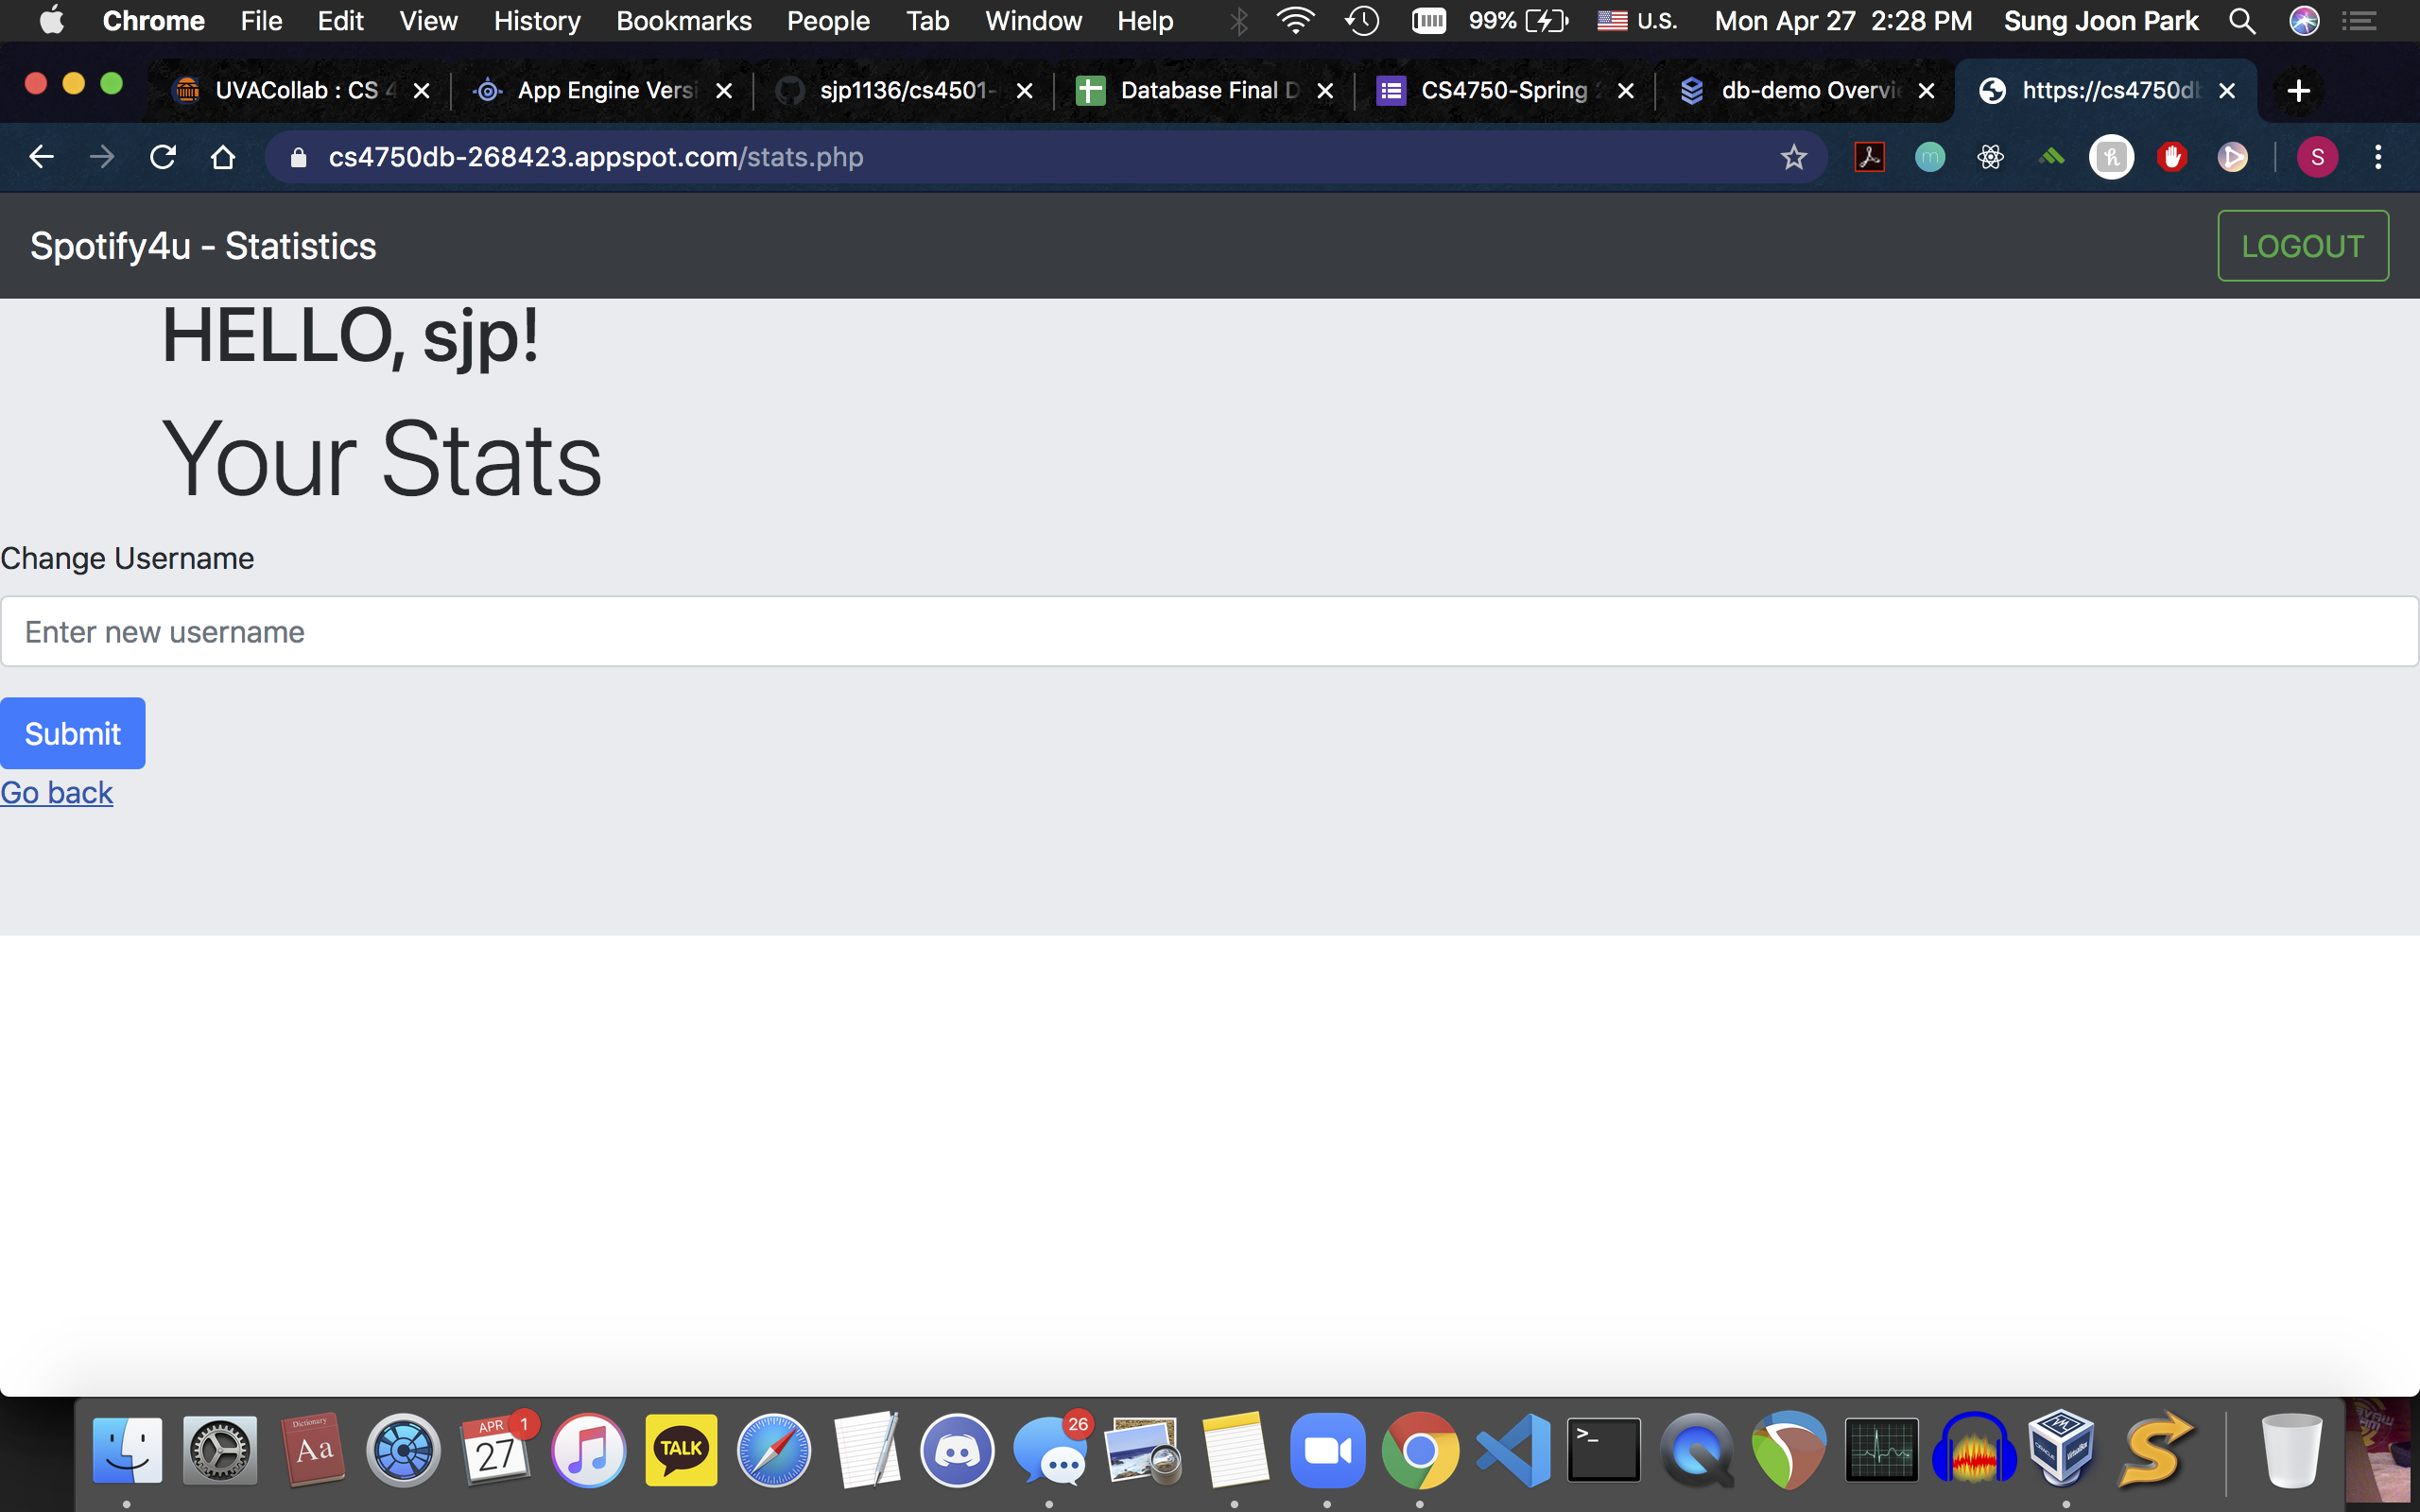 Chrome File Edit View History Bookmarks People Tab Window Help 99% U.S. Mon Apr 27 2:28 PM Sung Joon Park
UVACollab : CS 4 App Engine Versi sjp1136/cs4501- Database Final D CS4750-Spring db-demo Overvi https://cs4750db
cs4750db-268423.appspot.com/stats.php S
Spotify4u - Statistics LOGOUT
HELLO, sjp!
Your Stats
Change Username
Enter new username
Submit
Go back
Dictionary Aa APR 27 1 TALK 26 >_